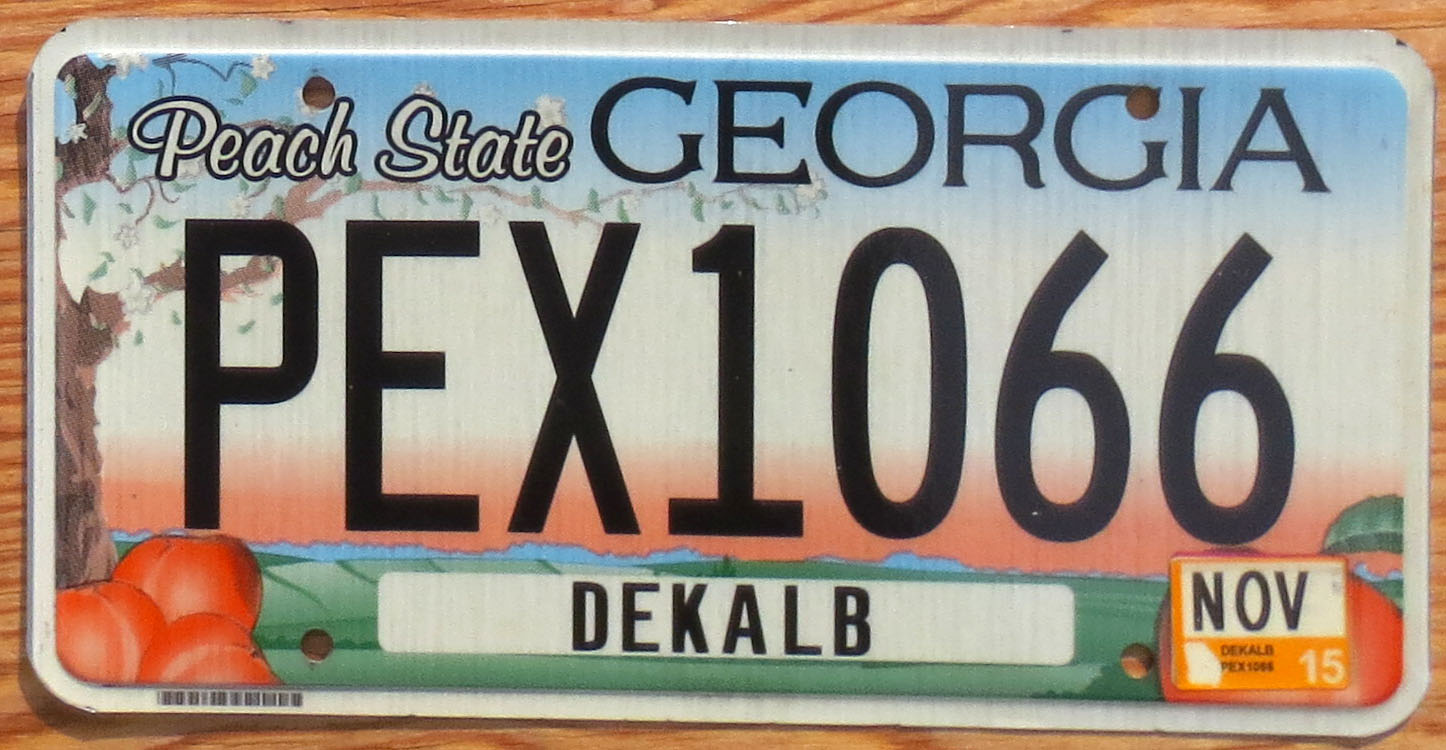 Peach State GEORGIA
PEX1066
DEKALB
NOV
DEKALB
PEX1066
15